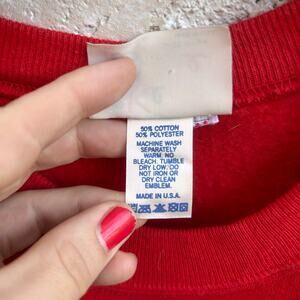 50% COTTON
50% POLYESTER
MACHINE WASH
SEPARATELY
WARM. NO
BLEACH. TUMBLE
DRY LOW. DO
NOT IRON OR
DRY CLEAN
EMBLEM.
MADE IN U.S.A.